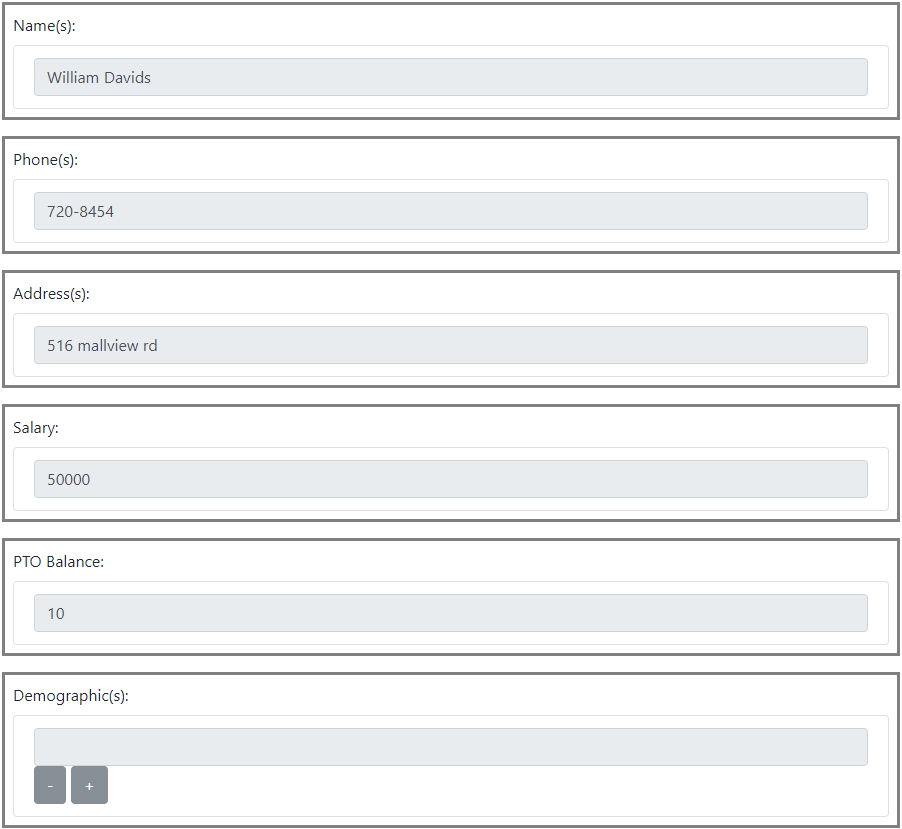 Name(s):
William Davids
Phone(s):
720-8454
Address(s):
516 mallview rd
Salary:
50000
PTO Balance:
10
Demographic(s):
- +